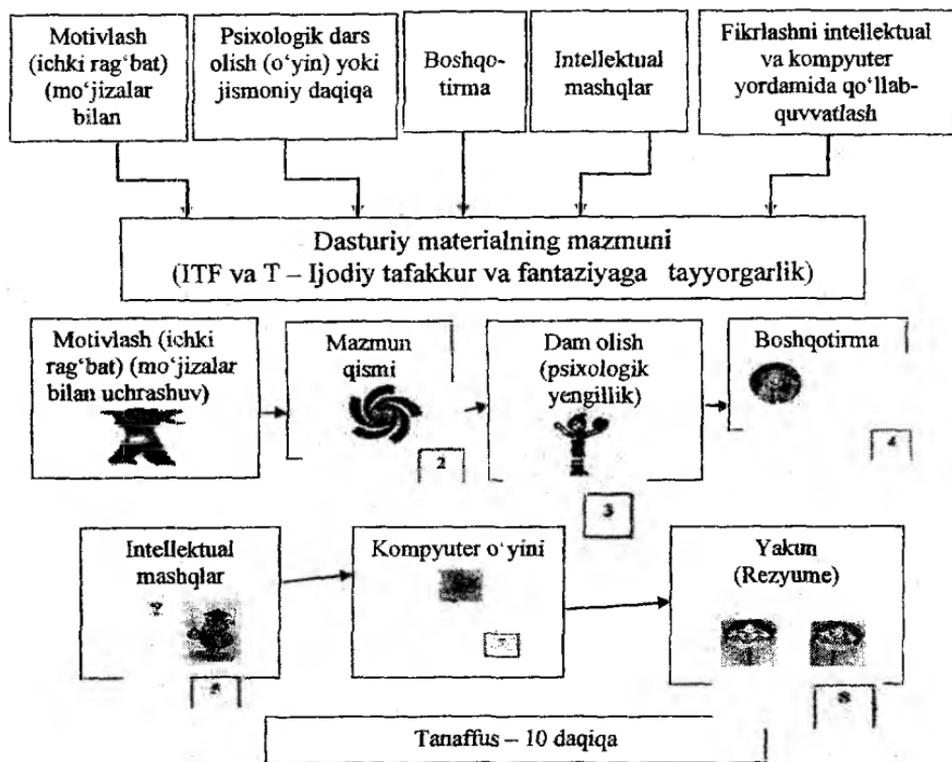 Motivlash
(ichki rag‘bat)
(mo‘jizalar
bilan
Psixologik dars
olish (o‘yin) yoki
jismoniy daqiqa
Boshqo-
tirma
Intellektual
mashqlar
Fikrlashni intellektual
va kompyuter
yordamida qo‘llab-
quvvatlash
Dasturiy materialning mazmuni
(ITF va T – Ijodiy tafakkur va fantaziyaga tayyorgarlik)
Motivlash (ichki
rag‘bat) (mo‘jizalar
bilan uchrashuv)
Mazmun
qismi
2
Dam olish
(psixologik
yengillik)
3
Boshqotirma
4
Intellektual
mashqlar
?
5
Kompyuter o‘yini
Yakun
(Rezyume)
8
Tanaffus – 10 daqiqa